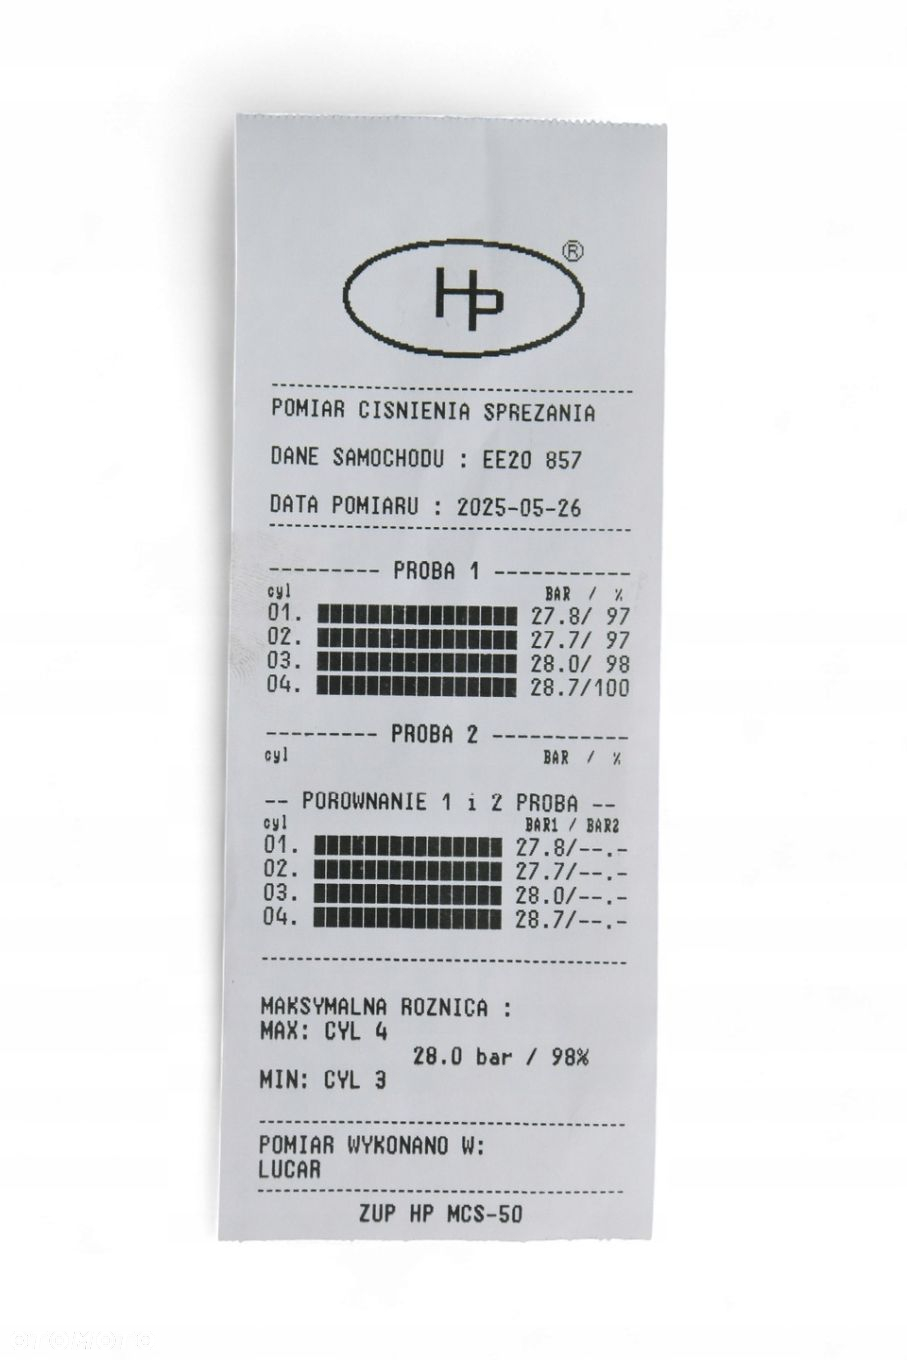 HP ®
POMIAR CISNIENIA SPREZANIA
DANE SAMOCHODU : EE20 857
DATA POMIARU : 2025-05-26
--------- PROBA 1 -----------
cyl BAR / %
01. 27.8/ 97
02. 27.7/ 97
03. 28.0/ 98
04. 28.7/100
--------- PROBA 2 -----------
cyl BAR / %
-- POROWNANIE 1 i 2 PROBA --
cyl BAR1 / BAR2
01. 27.8/--.-
02. 27.7/--.-
03. 28.0/--.-
04. 28.7/--.-
MAKSYMALNA ROZNICA :
MAX: CYL 4
28.0 bar / 98%
MIN: CYL 3
POMIAR WYKONANO W:
LUCAR
ZUP HP MCS-50